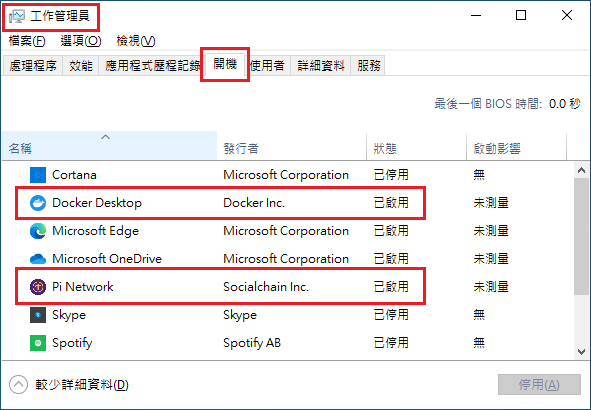 工作管理員
檔案(F) 選項(O) 檢視(V)
處理程序 效能 應用程式歷程記錄 開機 使用者 詳細資料 服務
最後一個 BIOS 時間: 0.0 秒
名稱 發行者 狀態 啟動影響
Cortana Microsoft Corporation 已停用 無
Docker Desktop Docker Inc. 已啟用 未測量
Microsoft Edge Microsoft Corporation 已啟用 未測量
Microsoft OneDrive Microsoft Corporation 已啟用 未測量
Pi Network Socialchain Inc. 已啟用 未測量
Skype Skype 已停用 無
Spotify Spotify AB 已停用 無
較少詳細資料(D) 停用(A)